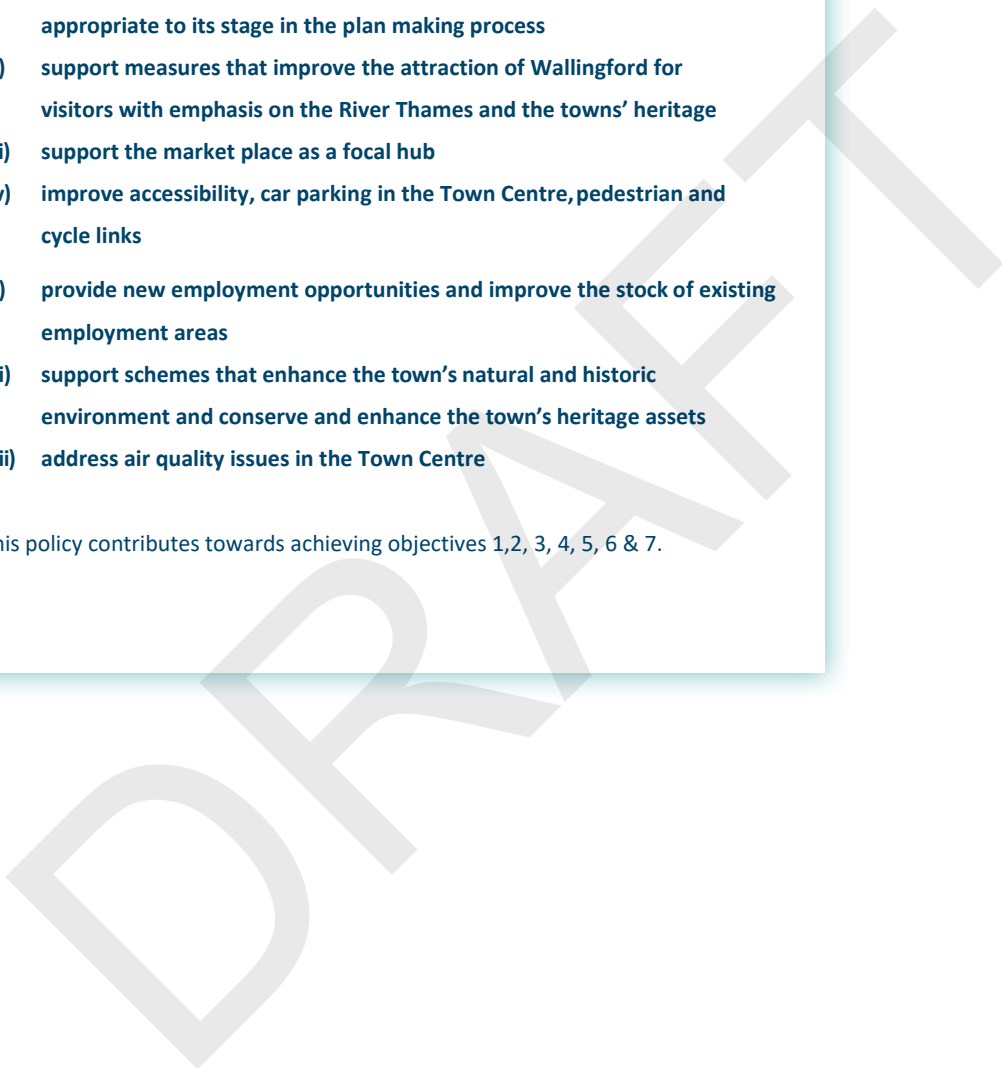 appropriate to its stage in the plan making process
) support measures that improve the attraction of Wallingford for
visitors with emphasis on the River Thames and the towns’ heritage
i) support the market place as a focal hub
v) improve accessibility, car parking in the Town Centre, pedestrian and
cycle links
) provide new employment opportunities and improve the stock of existing
employment areas
i) support schemes that enhance the town’s natural and historic
environment and conserve and enhance the town’s heritage assets
ii) address air quality issues in the Town Centre
his policy contributes towards achieving objectives 1,2, 3, 4, 5, 6 & 7.
DRAFT